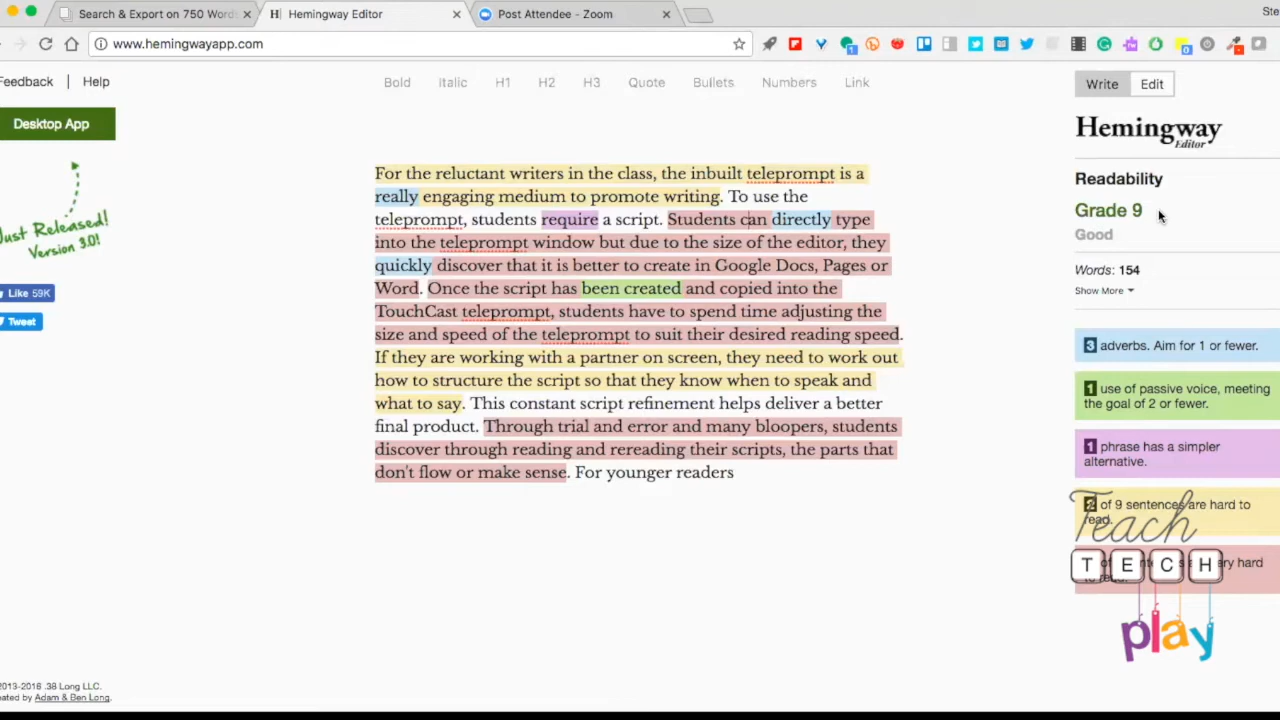 Search & Export on 750 Word
Hemingway Editor
Post Attendee - Zoom
Ste
www.hemingwayapp.com
Feedback | Help
Bold Italic H1 H2 H3 Quote Bullets Numbers Link
Write Edit
Desktop App
Just Released!
Version 3.0!
Like 59K
Tweet
For the reluctant writers in the class, the inbuilt teleprompt is a
really engaging medium to promote writing. To use the
teleprompt, students require a script. Students can directly type
into the teleprompt window but due to the size of the editor, they
quickly discover that it is better to create in Google Docs, Pages or
Word. Once the script has been created and copied into the
TouchCast teleprompt, students have to spend time adjusting the
size and speed of the teleprompt to suit their desired reading speed.
If they are working with a partner on screen, they need to work out
how to structure the script so that they know when to speak and
what to say. This constant script refinement helps deliver a better
final product. Through trial and error and many bloopers, students
discover through reading and rereading their scripts, the parts that
don't flow or make sense. For younger readers
Hemingway
Editor
Readability
Grade 9
Good
Words: 154
Show More
3 adverbs. Aim for 1 or fewer.
1 use of passive voice, meeting
the goal of 2 or fewer.
1 phrase has a simpler
alternative.
2 of 9 sentences are hard to
read.
hard
Teach
TECH
play
2013-2016 .38 Long LLC.
ated by Adam & Ben Long.